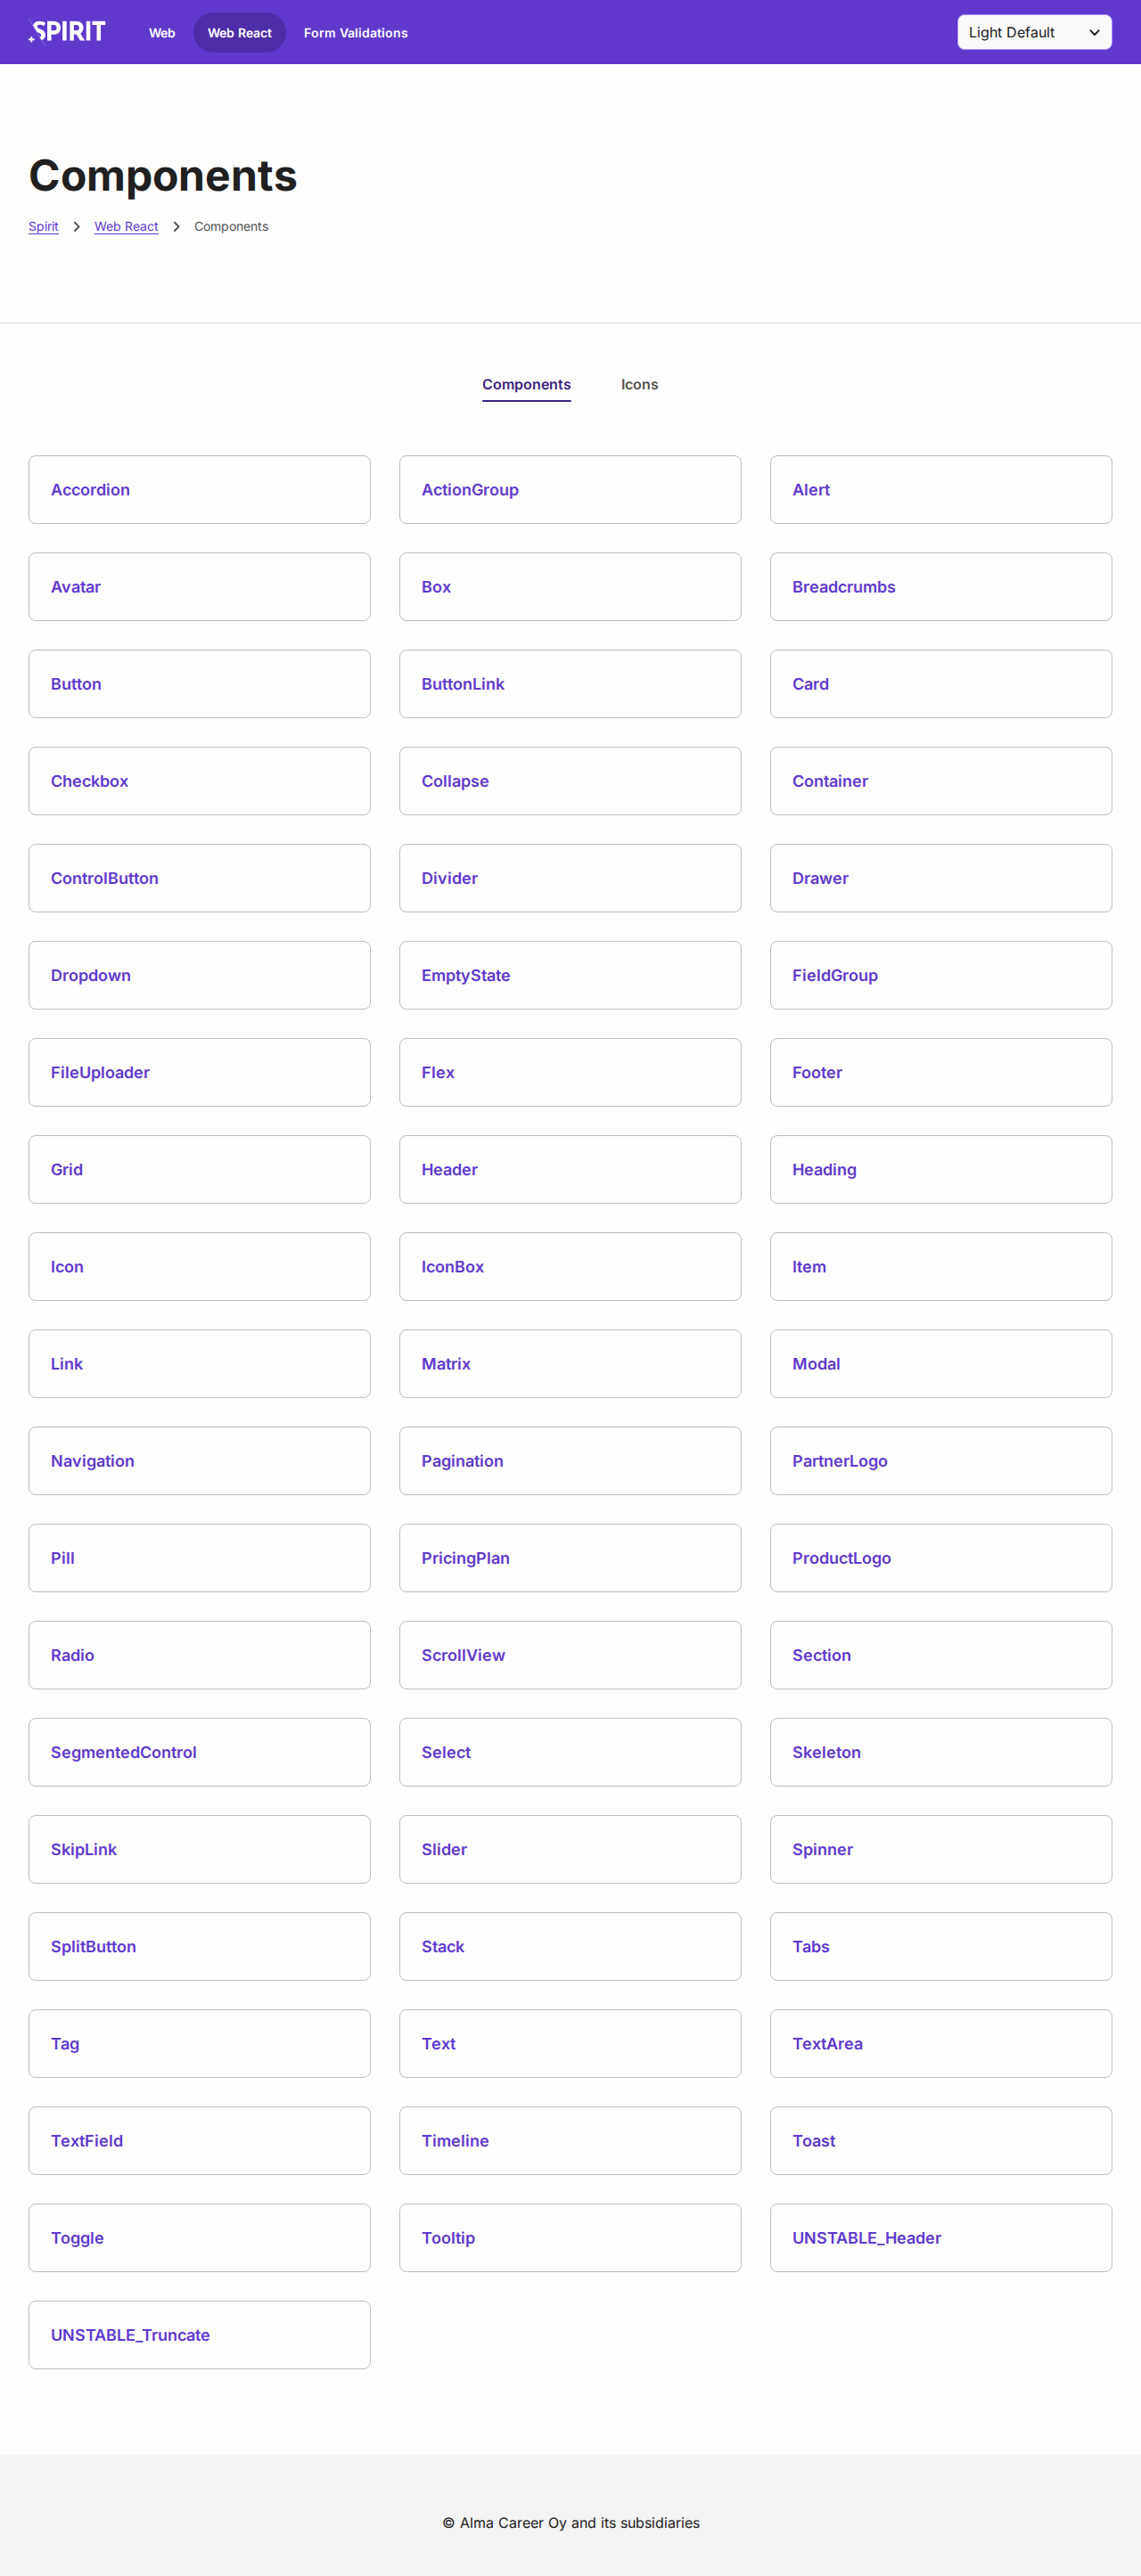 SPIRIT Web Web React Form Validations Light Default
Components
Spirit Web React Components
Components Icons
Accordion ActionGroup Alert
Avatar Box Breadcrumbs
Button ButtonLink Card
Checkbox Collapse Container
ControlButton Divider Drawer
Dropdown EmptyState FieldGroup
FileUploader Flex Footer
Grid Header Heading
Icon IconBox Item
Link Matrix Modal
Navigation Pagination PartnerLogo
Pill PricingPlan ProductLogo
Radio ScrollView Section
SegmentedControl Select Skeleton
SkipLink Slider Spinner
SplitButton Stack Tabs
Tag Text TextArea
TextField Timeline Toast
Toggle Tooltip UNSTABLE_Header
UNSTABLE_Truncate
© Alma Career Oy and its subsidiaries